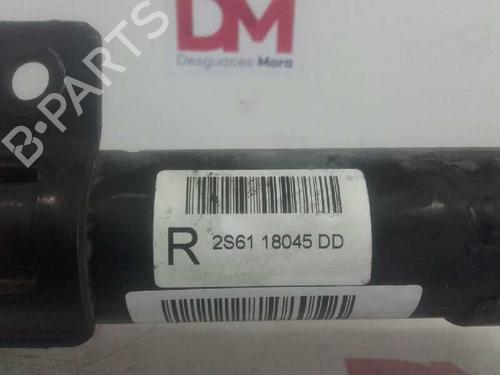 DM
Desguaces Mora
B-PARTS
R 2S61 18045 DD